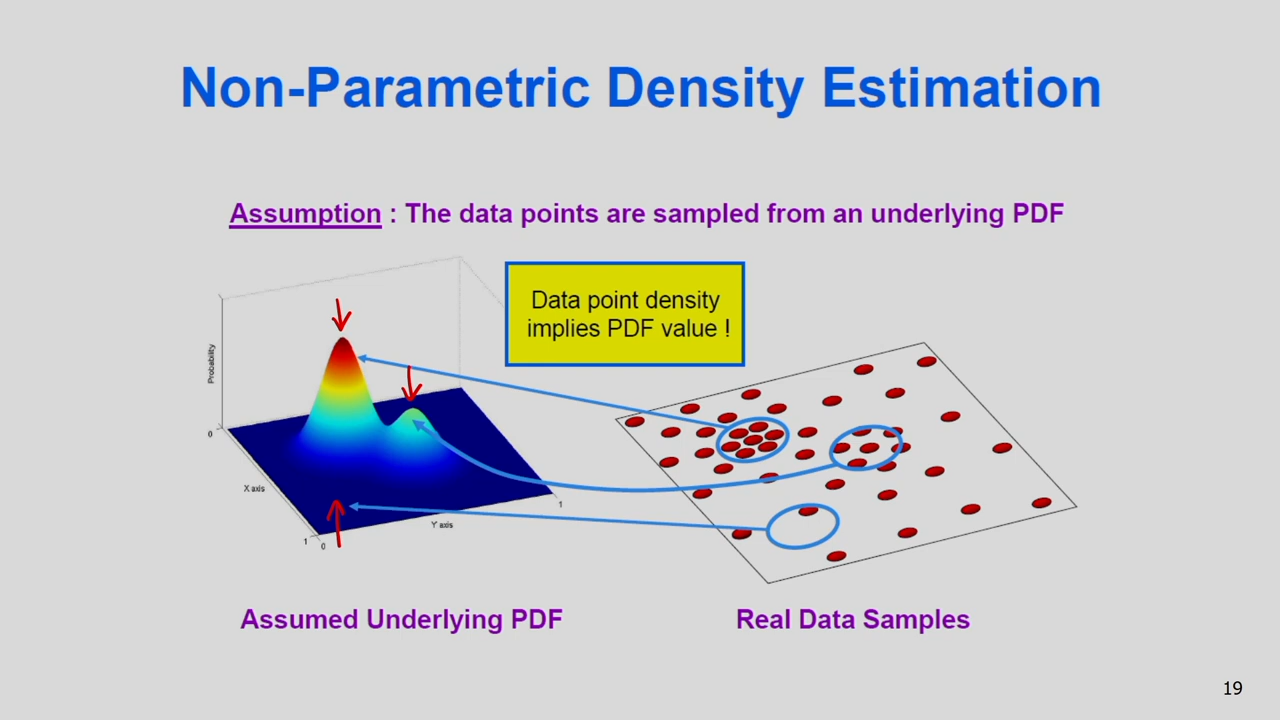 Non-Parametric Density Estimation
Assumption : The data points are sampled from an underlying PDF
Data point density
implies PDF value !
Probability
0
X axis
1
0
Y axis
1
Assumed Underlying PDF
Real Data Samples
19